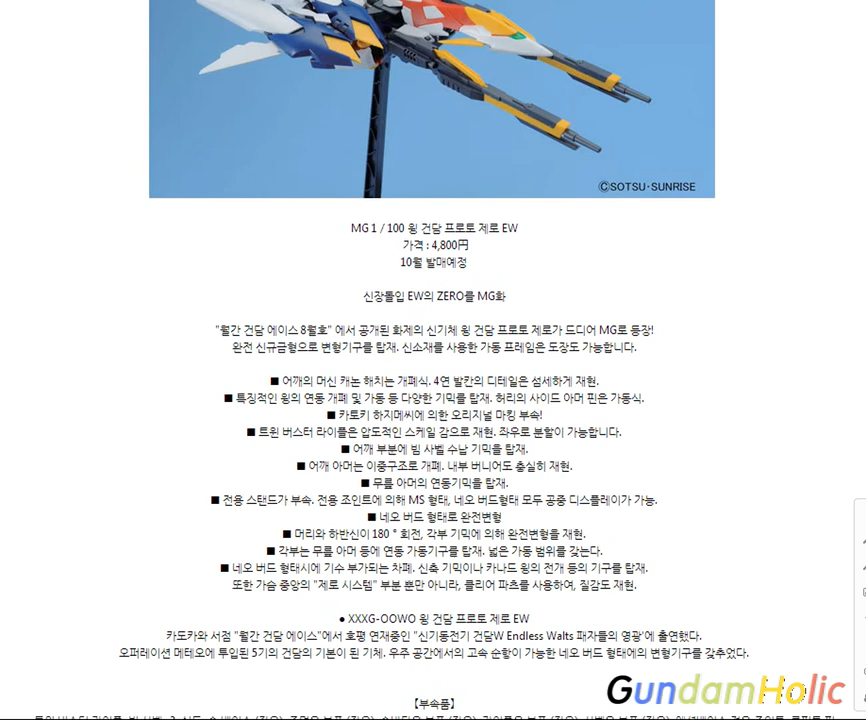 ©SOTSU·SUNRISE
MG 1 / 100 윙 건담 프로토 제로 EW
가격 : 4,800円
10월 발매예정
신장돌입 EW의 ZERO를 MG화
"월간 건담 에이스 8월호" 에서 공개된 화제의 신기체 윙 건담 프로토 제로가 드디어 MG로 등장!
완전 신규금형으로 변형기구를 탑재. 신소재를 사용한 가동 프레임은 도장도 가능합니다.
■ 어깨의 머신 캐논 해치는 개폐식. 4연 발칸의 디테일은 섬세하게 재현.
■ 특징적인 윙의 연동 개폐 및 가동 등 다양한 기믹를 탑재. 허리의 사이드 아머 핀은 가동식.
■ 카토키 하지메씨에 의한 오리지널 마킹 부속!
■ 트윈 버스터 라이플은 압도적인 스케일 감으로 재현. 좌우로 분할이 가능합니다.
■ 어깨 부분에 빔 사벨 수납 기믹을 탑재.
■ 어깨 아머는 이중구조로 개폐. 내부 버니어도 충실히 재현.
■ 무릎 아머의 연동기믹을 탑재.
■ 전용 스탠드가 부속. 전용 조인트에 의해 MS 형태, 네오 버드형태 모두 공중 디스플레이가 가능.
■ 네오 버드 형태로 완전변형
■ 머리와 하반신이 180 ° 회전, 각부 기믹에 의해 완전변형을 재현.
■ 각부는 무릎 아머 등에 연동 가동기구를 탑재. 넓은 가동 범위를 갖는다.
■ 네오 버드 형태시에 기수 부가되는 차폐. 신축 기믹이나 카나드 윙의 전개 등의 기구를 탑재.
또한 가슴 중앙의 "제로 시스템" 부분 뿐만 아니라, 클리어 파츠를 사용하여, 질감도 재현.
● XXXG-OOWO 윙 건담 프로토 제로 EW
카도카와 서점 "월간 건담 에이스"에서 호평 연재중인 "신기동전기 건담W Endless Walts 패자들의 영광'에 출연했다.
오퍼레이션 메테오에 투입된 5기의 건담의 기본이 된 기체. 우주 공간에서의 고속 순항이 가능한 네오 버드 형태에의 변형기구를 갖추었다.
GundamHolic
【부속품】